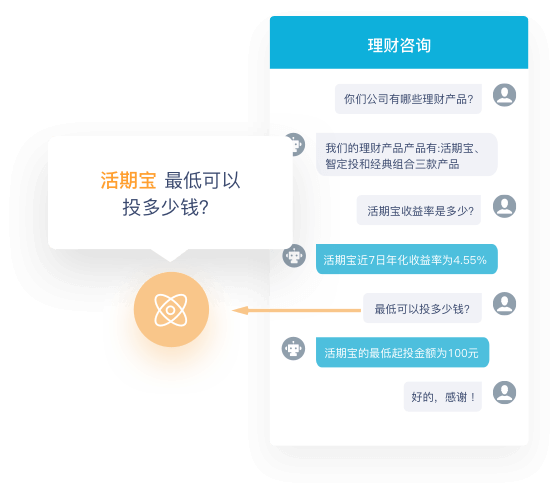 理财咨询
你们公司有哪些理财产品?
我们的理财产品产品有:活期宝、
智定投和经典组合三款产品
活期宝 最低可以
投多少钱?
活期宝收益率是多少?
活期宝近7日年化收益率为4.55%
最低可以投多少钱?
活期宝的最低起投金额为100元
好的，感谢！